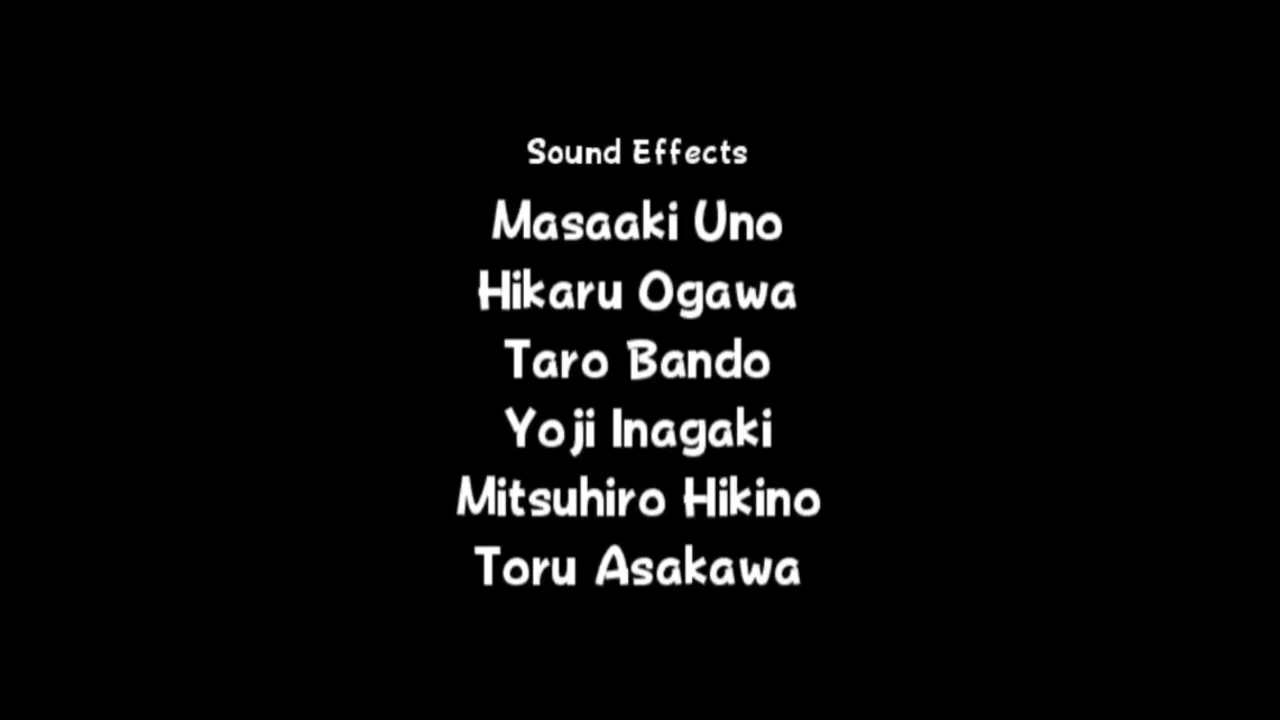 Sound Effects
Masaaki Uno
Hikaru Ogawa
Taro Bando
Yoji Inagaki
Mitsuhiro Hikino
Toru Asakawa